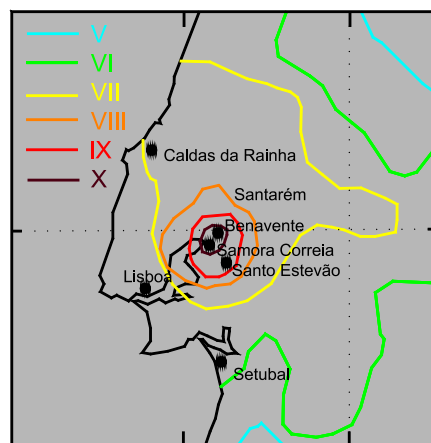 V
VI
VII
VIII
IX
X
Caldas da Rainha
Santarém
Benavente
Samora Correia
Santo Estevão
Lisboa
Setubal